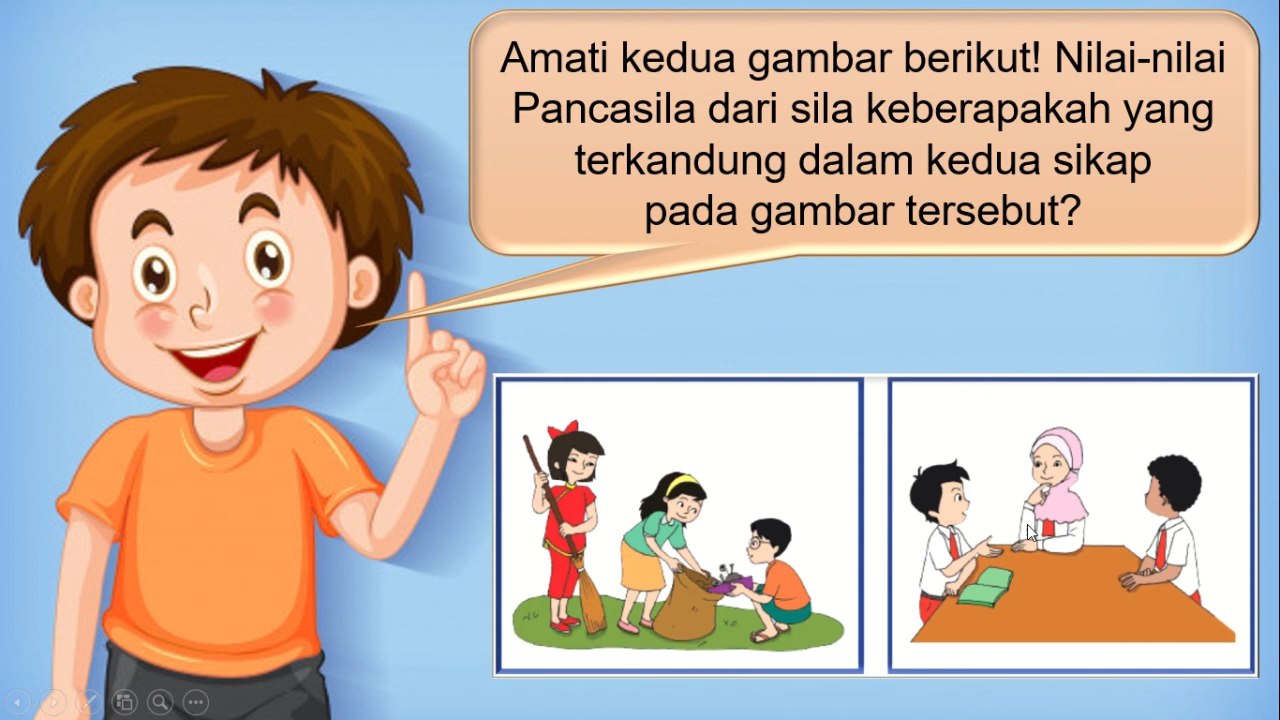 Amati kedua gambar berikut! Nilai-nilai
Pancasila dari sila keberapakah yang
terkandung dalam kedua sikap
pada gambar tersebut?